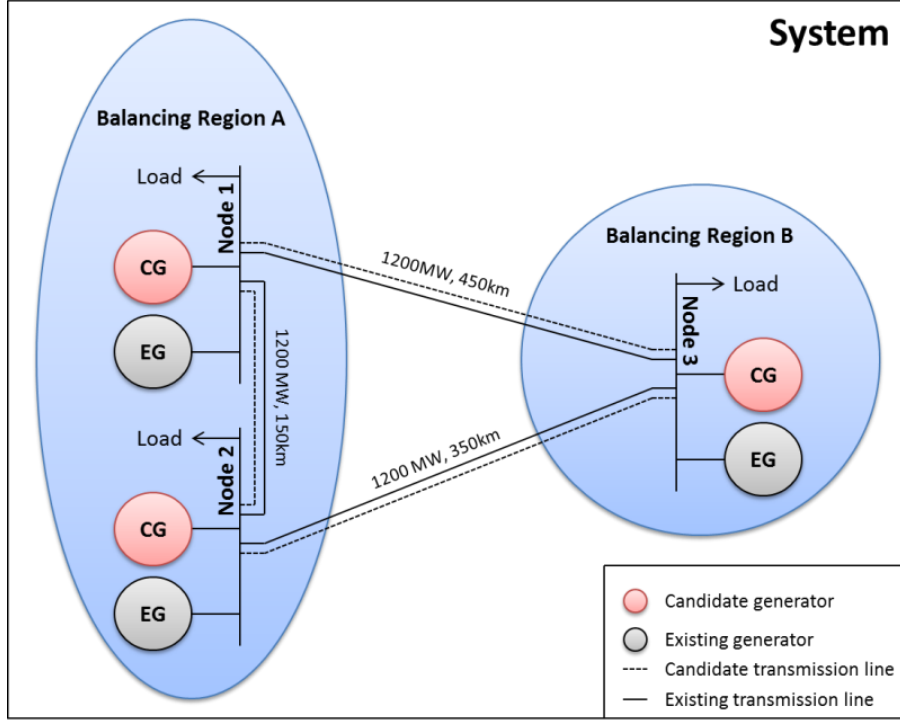 System
Balancing Region A
Load
Node 1
CG
EG
1200 MW, 150km
Load
Node 2
CG
EG
1200MW, 450km
1200 MW, 350km
Balancing Region B
Load
Node 3
CG
EG
Candidate generator
Existing generator
Candidate transmission line
Existing transmission line